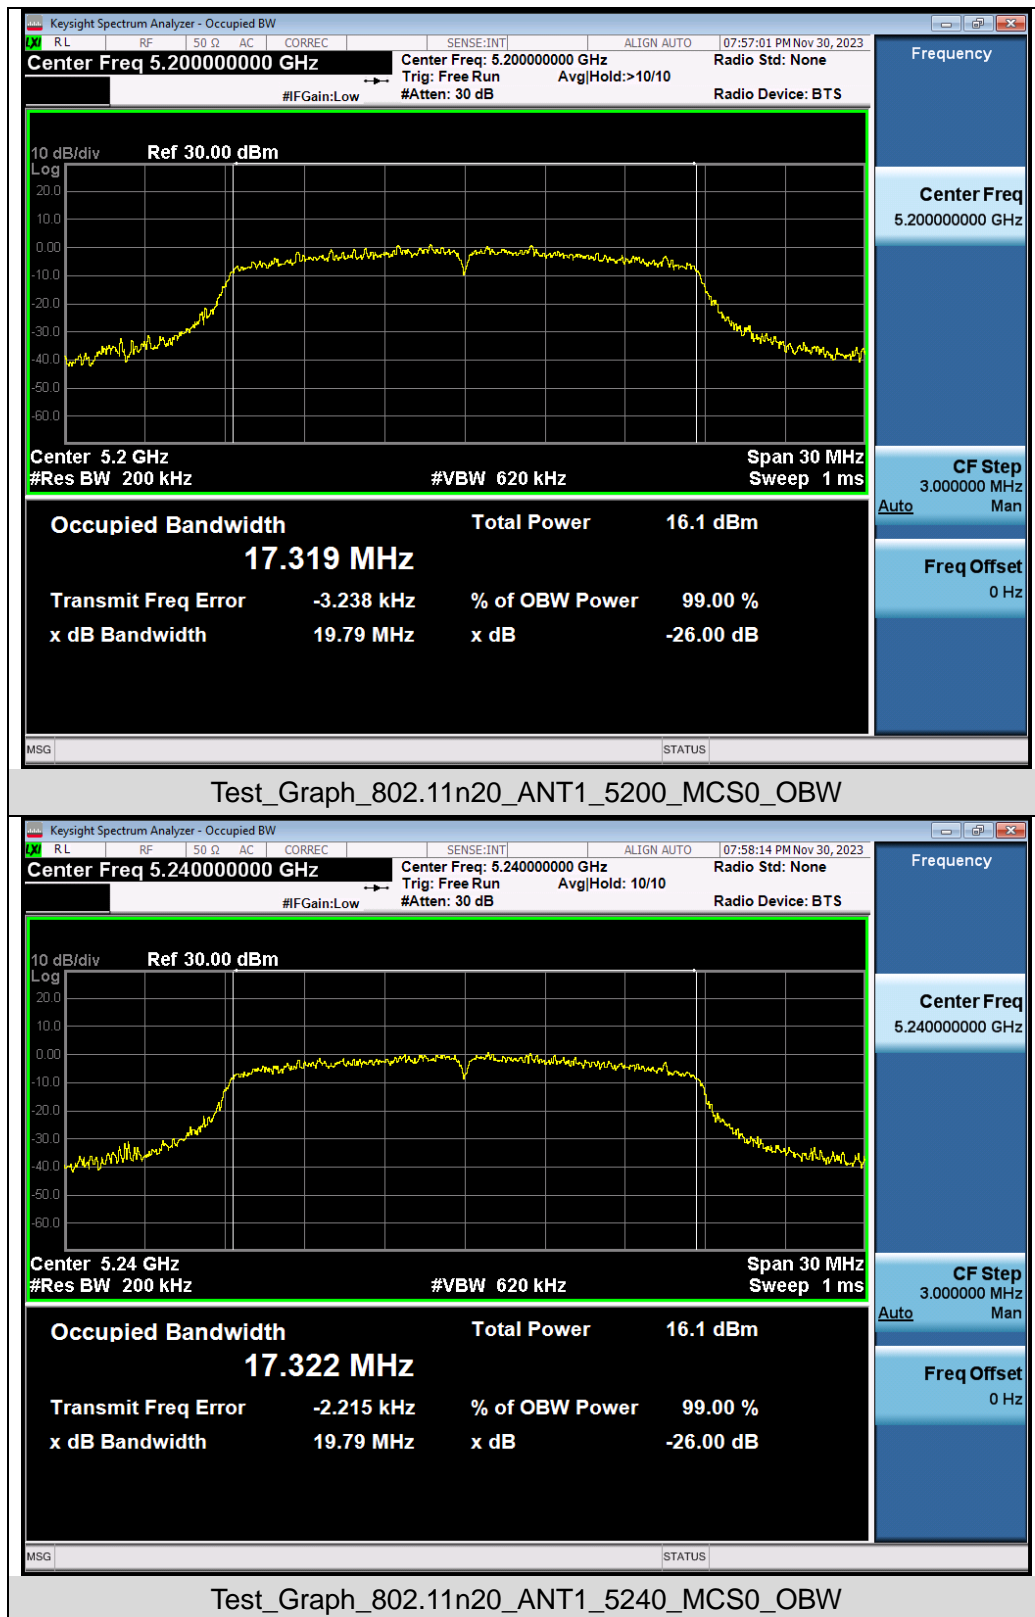 Keysight Spectrum Analyzer - Occupied BW
LXI RL RF 50 Ω AC CORREC SENSE:INT ALIGN AUTO 07:57:01 PM Nov 30, 2023
Center Freq 5.200000000 GHz
Center Freq: 5.200000000 GHz Radio Std: None
Trig: Free Run Avg|Hold:>10/10
#IFGain:Low #Atten: 30 dB Radio Device: BTS
Frequency
10 dB/div Ref 30.00 dBm
Log
20.0
10.0
0.00
-10.0
-20.0
-30.0
-40.0
-50.0
-60.0
Center 5.2 GHz Span 30 MHz
#Res BW 200 kHz #VBW 620 kHz Sweep 1 ms
Center Freq
5.200000000 GHz
CF Step
3.000000 MHz
Auto Man
Freq Offset
0 Hz
Occupied Bandwidth Total Power 16.1 dBm
17.319 MHz
Transmit Freq Error -3.238 kHz % of OBW Power 99.00 %
x dB Bandwidth 19.79 MHz x dB -26.00 dB
MSG STATUS
Test_Graph_802.11n20_ANT1_5200_MCS0_OBW
Keysight Spectrum Analyzer - Occupied BW
LXI RL RF 50 Ω AC CORREC SENSE:INT ALIGN AUTO 07:58:14 PM Nov 30, 2023
Center Freq 5.240000000 GHz
Center Freq: 5.240000000 GHz Radio Std: None
Trig: Free Run Avg|Hold: 10/10
#IFGain:Low #Atten: 30 dB Radio Device: BTS
Frequency
10 dB/div Ref 30.00 dBm
Log
20.0
10.0
0.00
-10.0
-20.0
-30.0
-40.0
-50.0
-60.0
Center 5.24 GHz Span 30 MHz
#Res BW 200 kHz #VBW 620 kHz Sweep 1 ms
Center Freq
5.240000000 GHz
CF Step
3.000000 MHz
Auto Man
Freq Offset
0 Hz
Occupied Bandwidth Total Power 16.1 dBm
17.322 MHz
Transmit Freq Error -2.215 kHz % of OBW Power 99.00 %
x dB Bandwidth 19.79 MHz x dB -26.00 dB
MSG STATUS
Test_Graph_802.11n20_ANT1_5240_MCS0_OBW